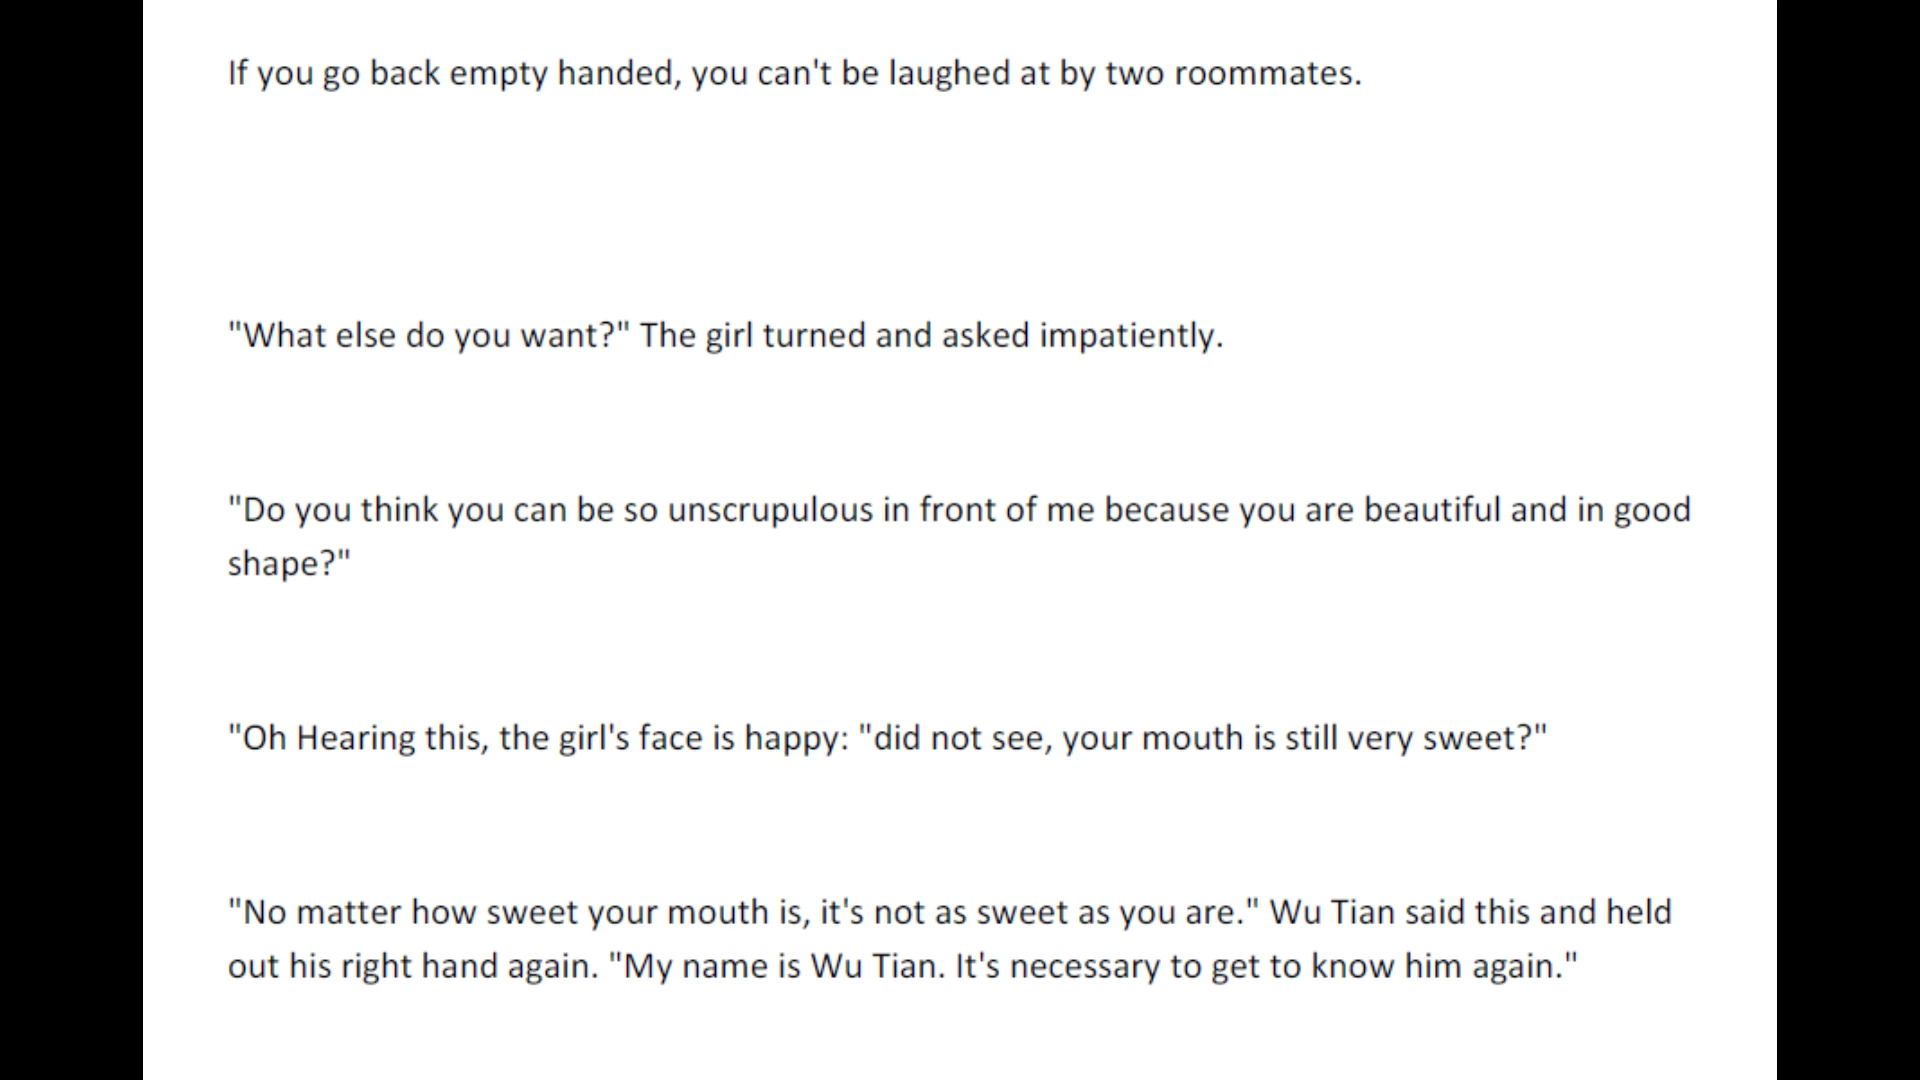 If you go back empty handed, you can't be laughed at by two roommates.
"What else do you want?" The girl turned and asked impatiently.
"Do you think you can be so unscrupulous in front of me because you are beautiful and in good
shape?"
"Oh Hearing this, the girl's face is happy: "did not see, your mouth is still very sweet?"
"No matter how sweet your mouth is, it's not as sweet as you are." Wu Tian said this and held
out his right hand again. "My name is Wu Tian. It's necessary to get to know him again."